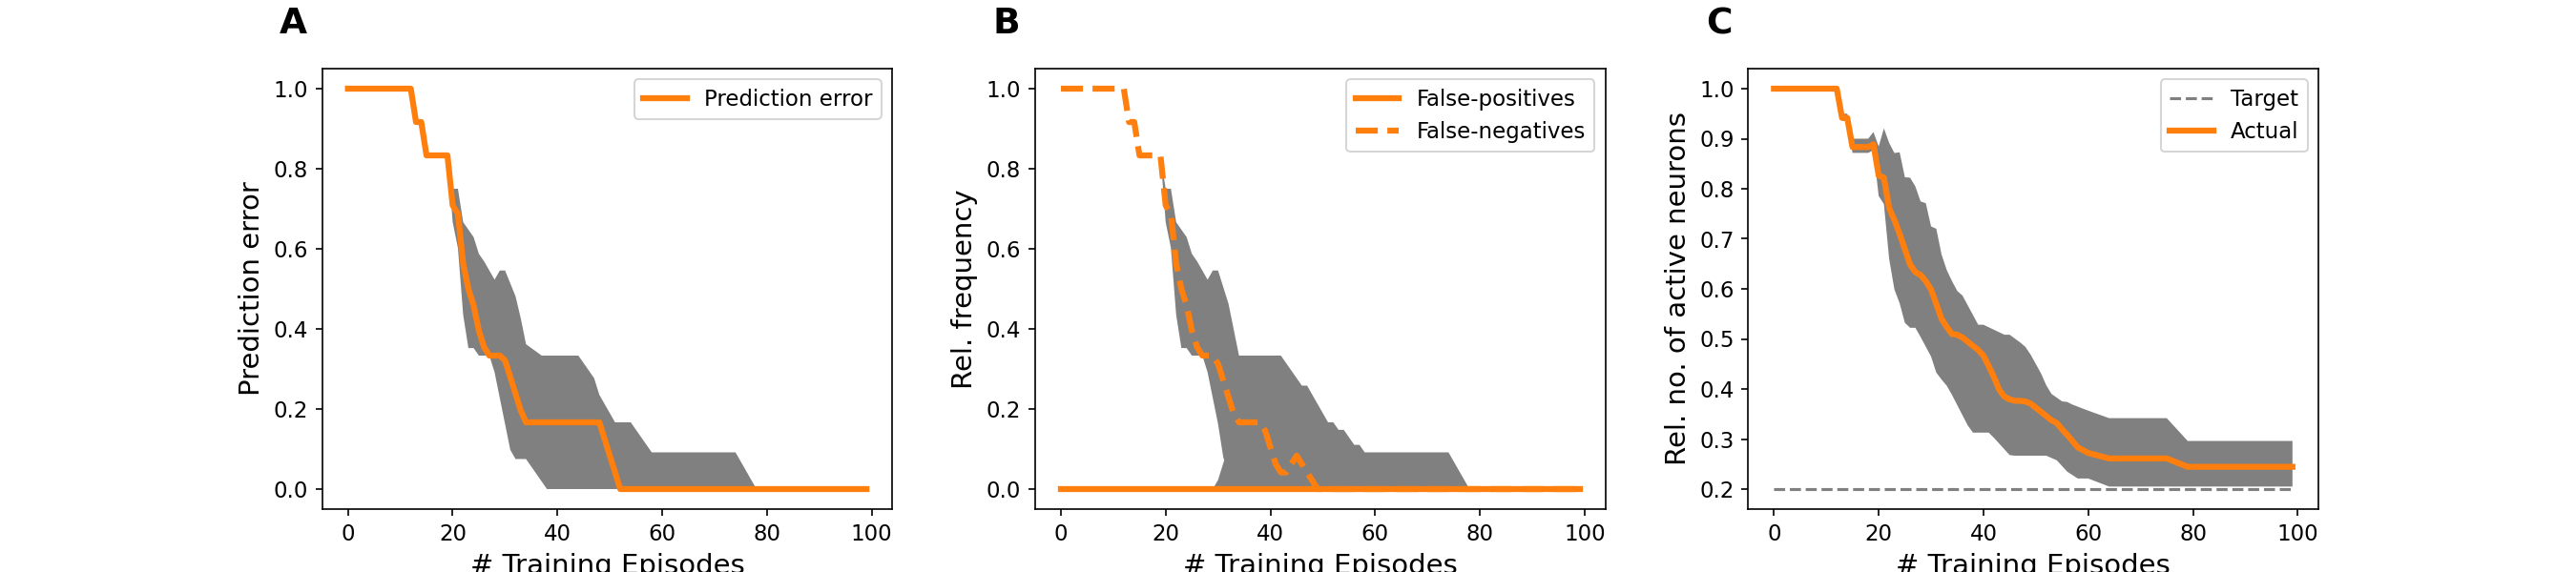 A
B
C
Prediction error
False-positives
False-negatives
Target
Actual
Prediction error
Rel. frequency
Rel. no. of active neurons
1.0
0.8
0.6
0.4
0.2
0.0
1.0
0.8
0.6
0.4
0.2
0.0
1.0
0.9
0.8
0.7
0.6
0.5
0.4
0.3
0.2
0 20 40 60 80 100
0 20 40 60 80 100
0 20 40 60 80 100
# Training Episodes
# Training Episodes
# Training Episodes